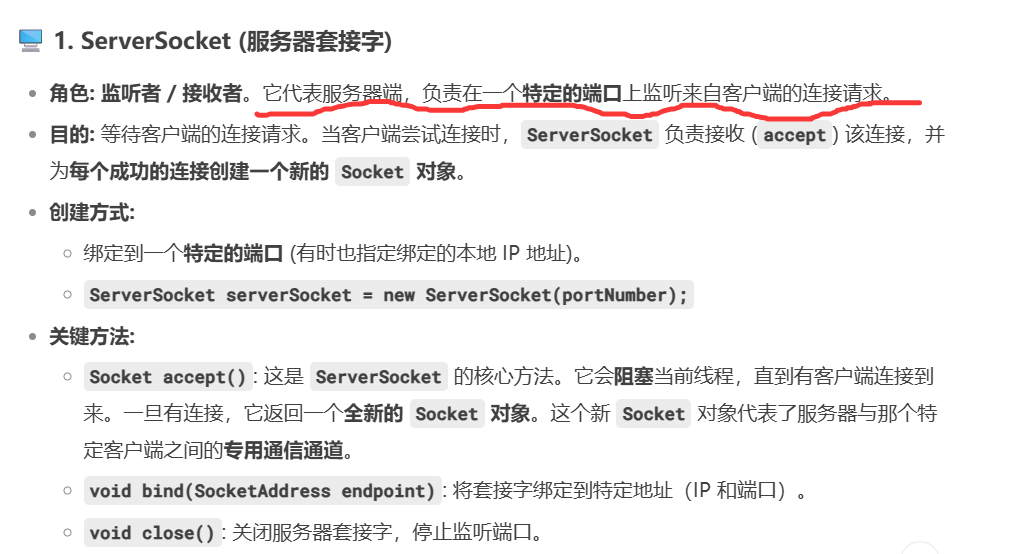 1. ServerSocket (服务器套接字)
角色: 监听者 / 接收者。它代表服务器端，负责在一个特定的端口上监听来自客户端的连接请求。
目的: 等待客户端的连接请求。当客户端尝试连接时，ServerSocket 负责接收 (accept) 该连接，并
为每个成功的连接创建一个新的 Socket 对象。
创建方式:
绑定到一个特定的端口 (有时也指定绑定的本地 IP 地址)。
ServerSocket serverSocket = new ServerSocket(portNumber);
关键方法:
Socket accept(): 这是 ServerSocket 的核心方法。它会阻塞当前线程，直到有客户端连接到
来。一旦有连接，它返回一个全新的 Socket 对象。这个新 Socket 对象代表了服务器与那个特
定客户端之间的专用通信通道。
void bind(SocketAddress endpoint): 将套接字绑定到特定地址（IP 和端口）。
void close(): 关闭服务器套接字，停止监听端口。